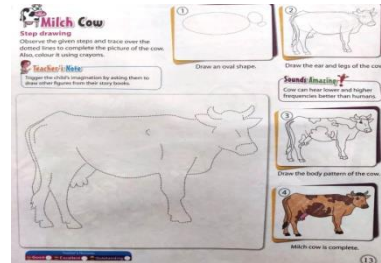 Milch Cow
Step drawing
Observe the given steps and trace over the
dotted lines to complete the picture of the cow.
Also, colour it using crayons.
Teacher's Note:
Trigger the child's imagination by asking them to
draw other figures from their story books.
1
Draw an oval shape.
2
Draw the ear and legs of the cow
Sounds Amazing
Cow can hear lower and higher
frequencies better than humans.
3
Draw the body pattern of the cow.
4
Milch cow is complete.
13